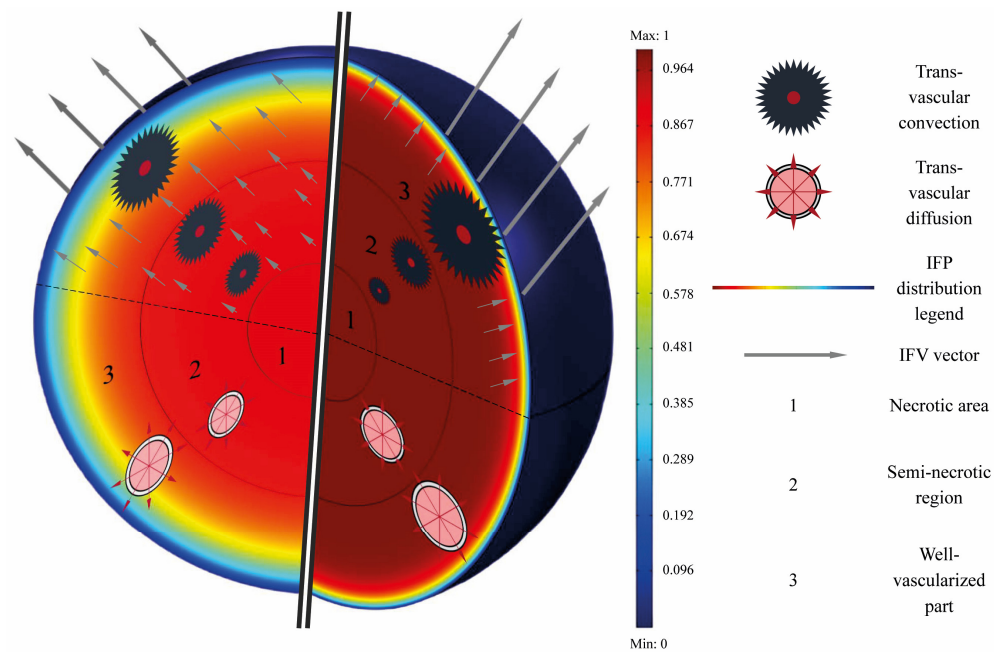 Max: 1
0.964
0.867
0.771
0.674
0.578
0.481
0.385
0.289
0.192
0.096
Min: 0
Trans-
vascular
convection
Trans-
vascular
diffusion
IFP
distribution
legend
IFV vector
1
Necrotic area
2
Semi-necrotic
region
3
Well-
vascularized
part
3
2
1
1
2
3